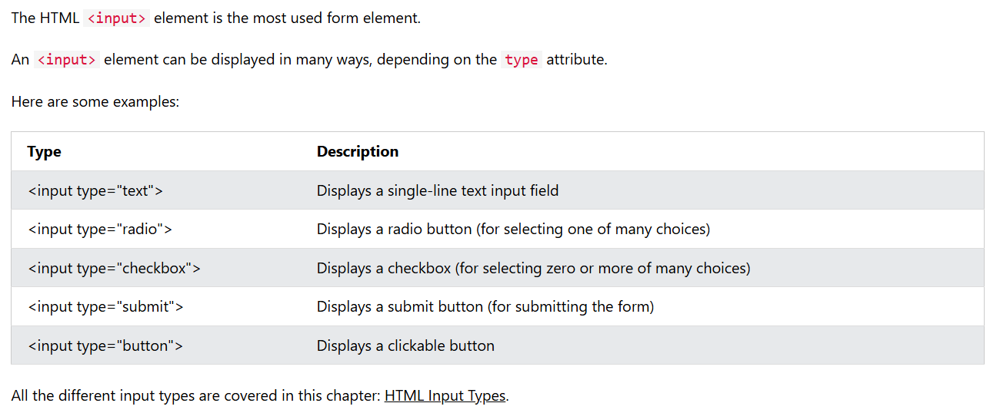 The HTML <input> element is the most used form element.
An <input> element can be displayed in many ways, depending on the type attribute.
Here are some examples:
Type Description
<input type="text"> Displays a single-line text input field
<input type="radio"> Displays a radio button (for selecting one of many choices)
<input type="checkbox"> Displays a checkbox (for selecting zero or more of many choices)
<input type="submit"> Displays a submit button (for submitting the form)
<input type="button"> Displays a clickable button
All the different input types are covered in this chapter: HTML Input Types.